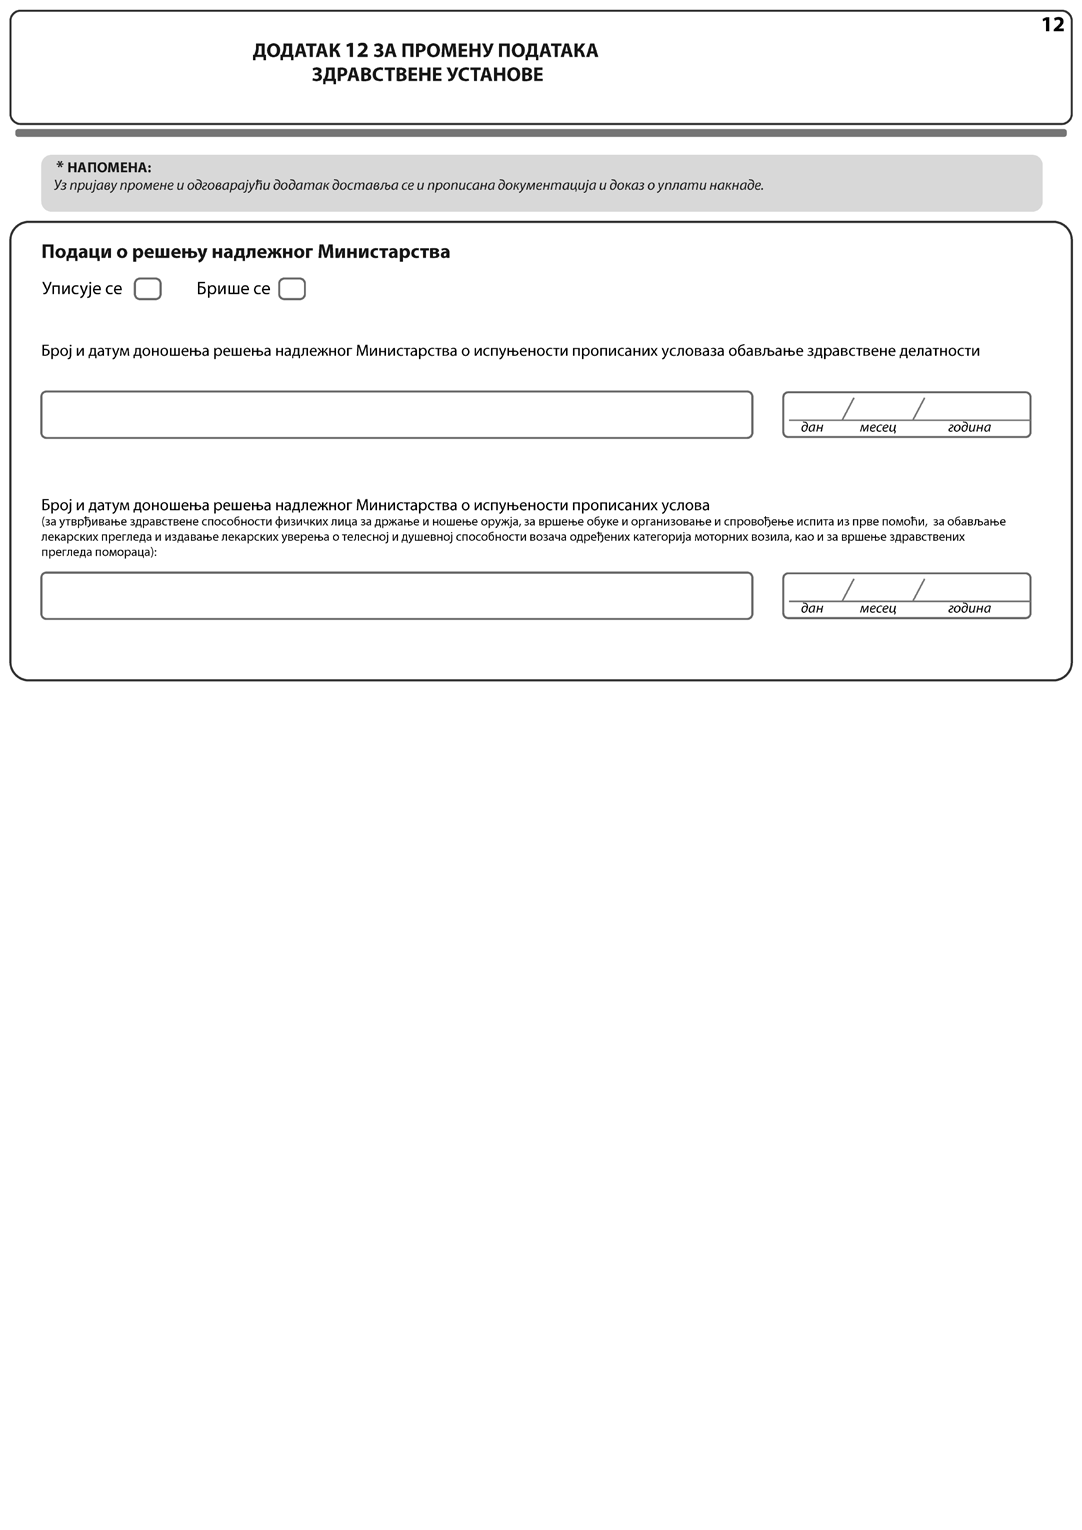 12
ДОДАТАК 12 ЗА ПРОМЕНУ ПОДАТАКА
ЗДРАВСТВЕНЕ УСТАНОВЕ
* НАПОМЕНА:
Уз пријаву промене и одговарајући додатак доставља се и прописана документација и доказ о уплати накнаде.
Подаци о решењу надлежног Министарства
Уписује се Брише се
Број и датум доношења решења надлежног Министарства о испуњености прописаних условаза обављање здравствене делатности
дан месец година
Број и датум доношења решења надлежног Министарства о испуњености прописаних услова
(за утврђивање здравствене способности физичких лица за држање и ношење оружја, за вршење обуке и организовање и спровођење испита из прве помоћи, за обављање
лекарских прегледа и издавање лекарских уверења о телесној и душевној способности возача одређених категорија моторних возила, као и за вршење здравствених
прегледа помораца):
дан месец година